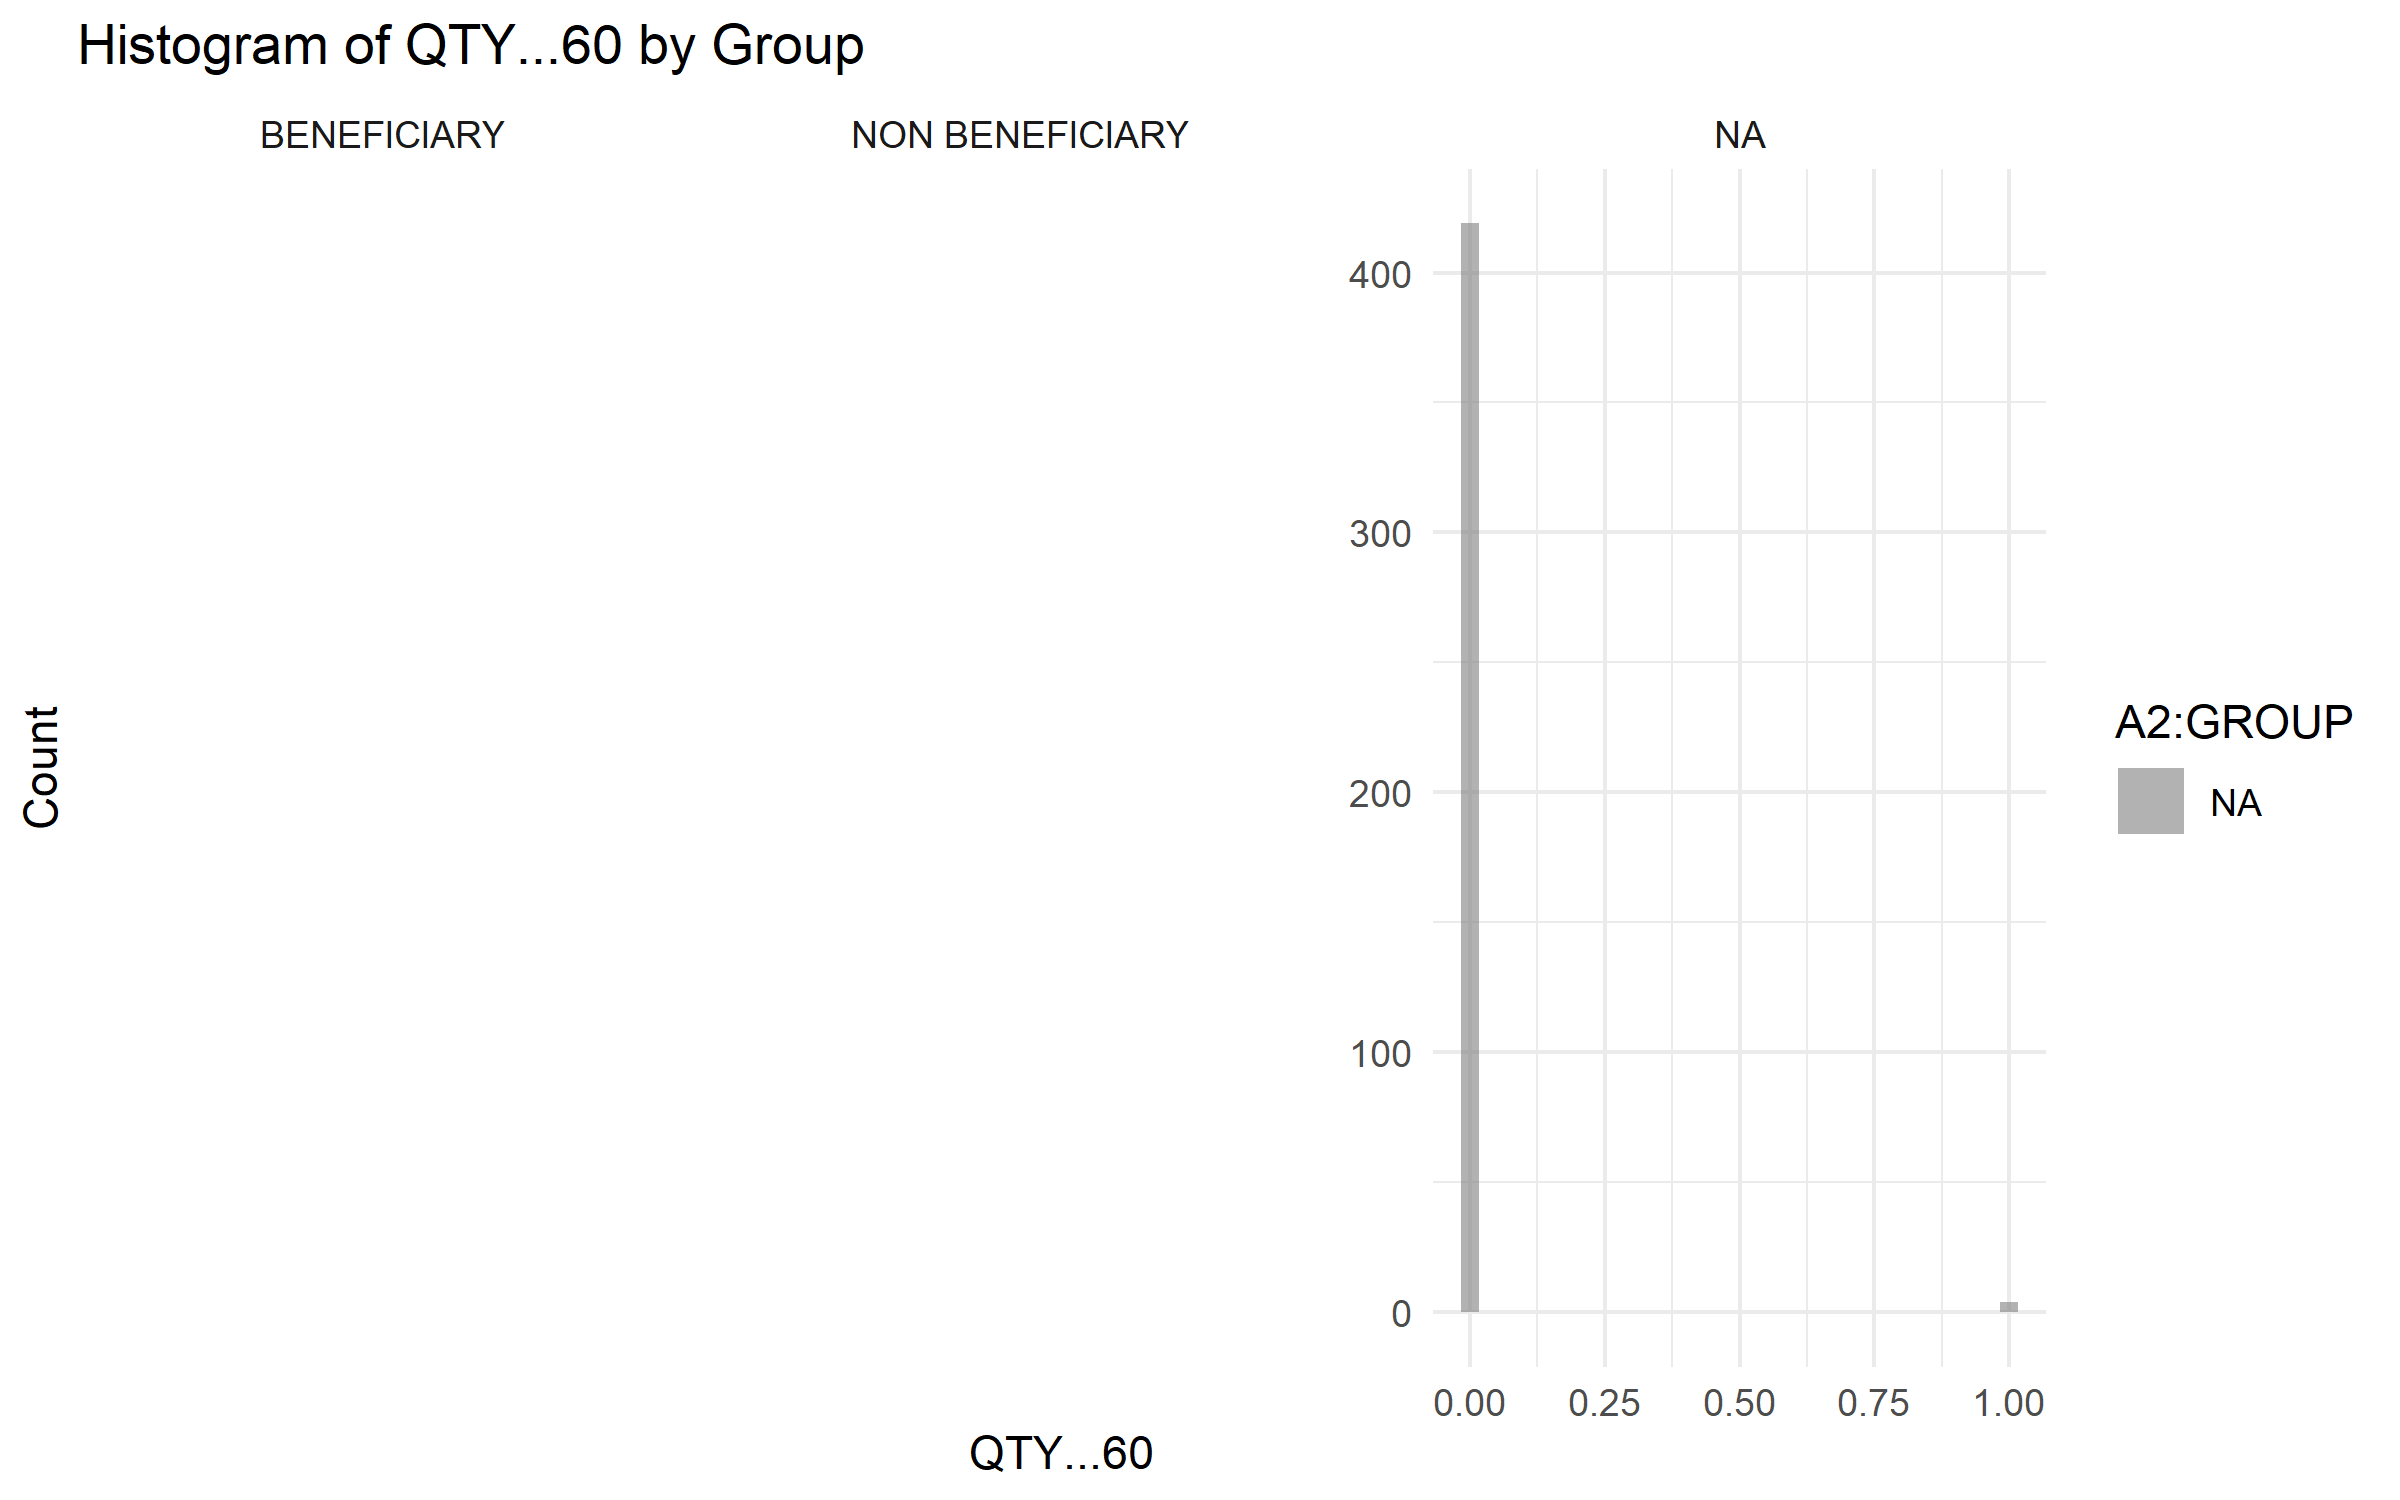 Histogram of QTY...60 by Group
BENEFICIARY
NON BENEFICIARY
NA
Count
400
300
200
100
0
0.00
0.25
0.50
0.75
1.00
QTY...60
A2:GROUP
NA